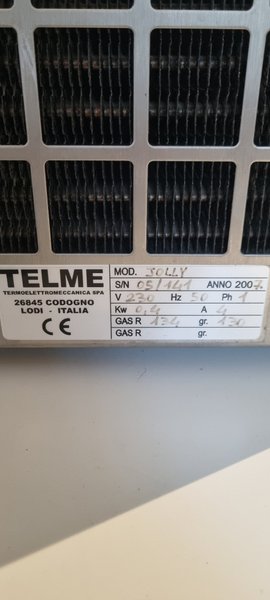 TELME
TERMOELETTROMECCANICA SPA
26845 CODOGNO
LODI - ITALIA
CE
MOD. JOLLY
S/N 05/141 ANNO 2007
V 230 Hz 50 Ph 1
Kw 0,4 A 4
GAS R 134 gr. 130
GAS R gr.